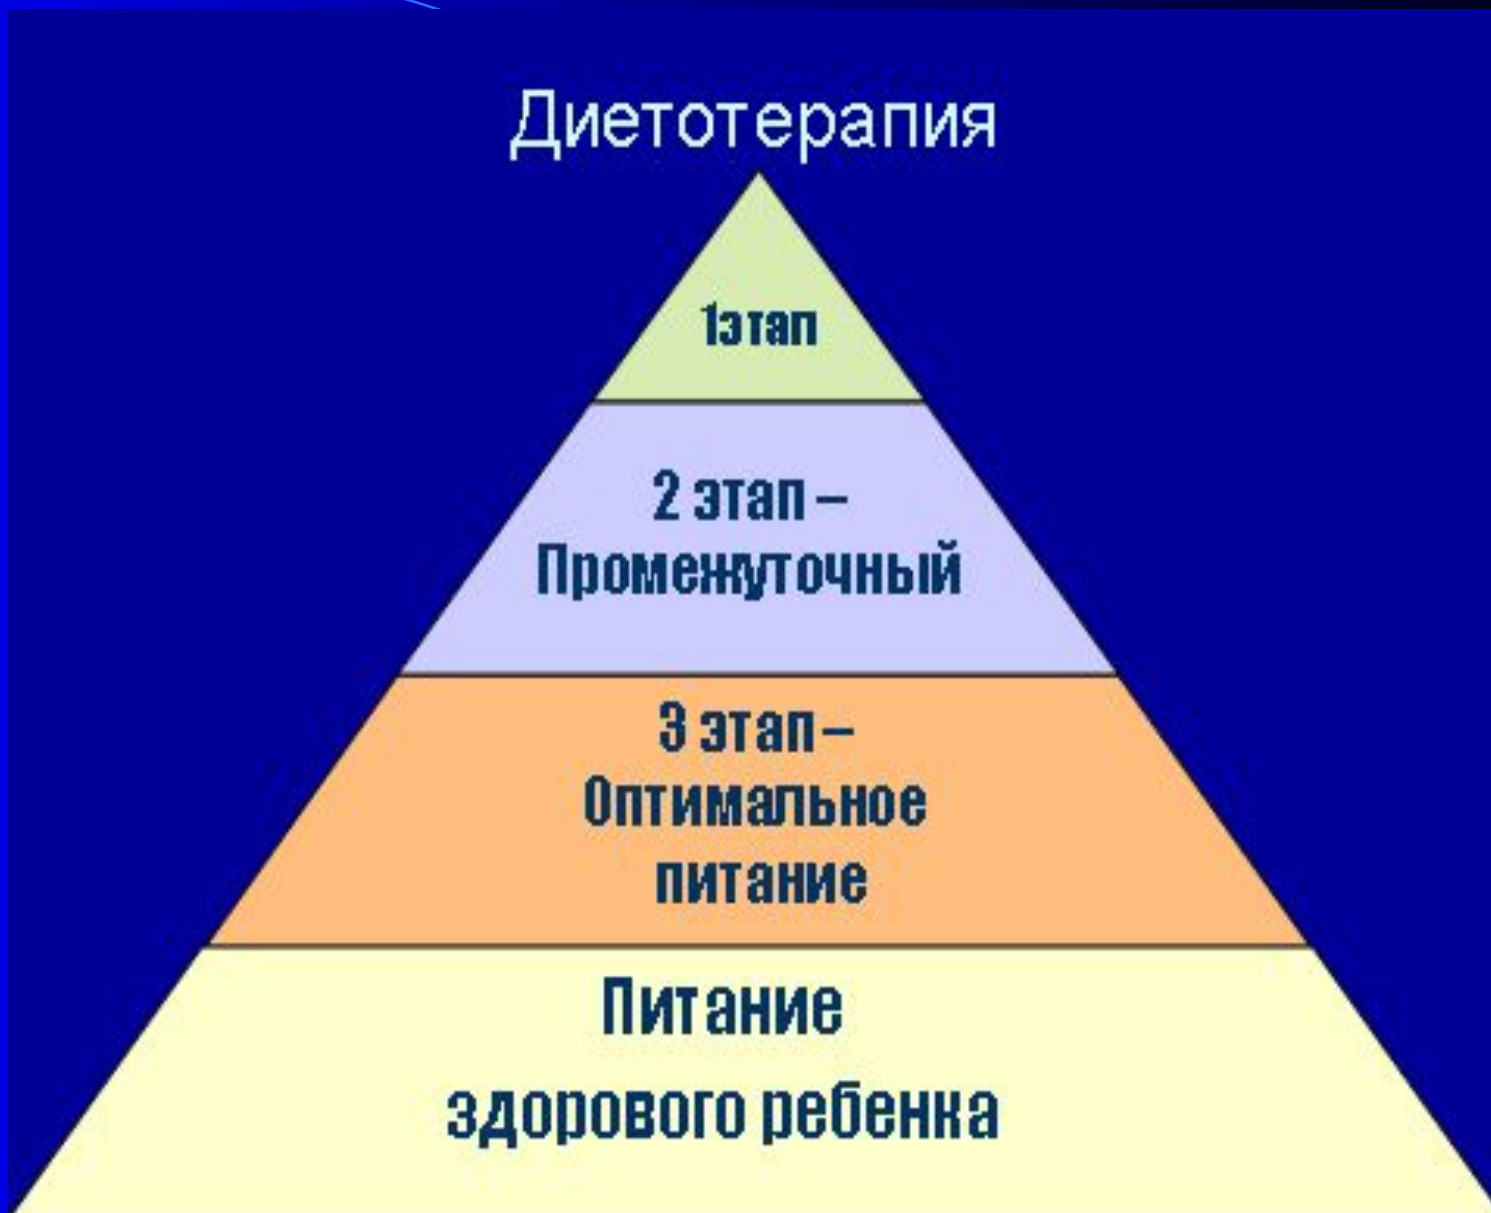 Диетотерапия
1этап
2 этап –
Промежуточный
3 этап –
Оптимальное
питание
Питание
здорового ребенка